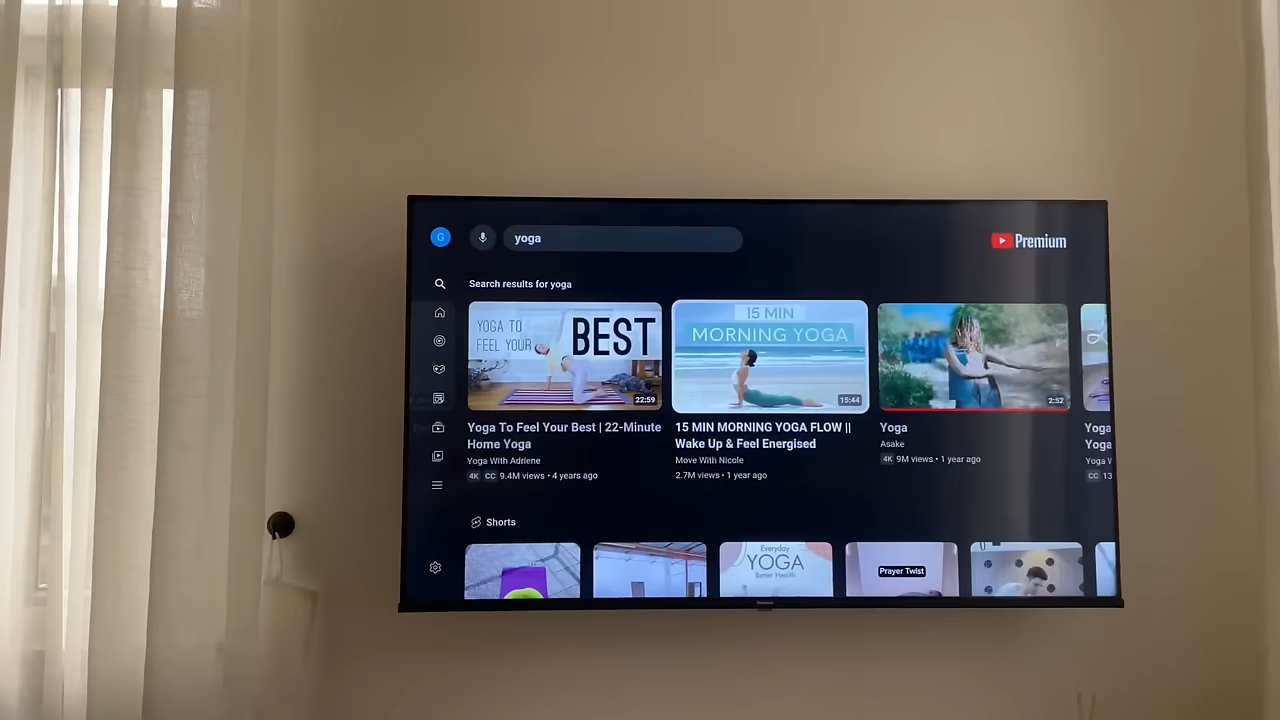 G
yoga
Premium
Search results for yoga
YOGA TO
FEEL YOUR
BEST
22:59
15 MIN
MORNING YOGA
15:44
2:52
Yoga To Feel Your Best | 22-Minute
Home Yoga
Yoga With Adriene
4K CC 9.4M views • 4 years ago
15 MIN MORNING YOGA FLOW ||
Wake Up & Feel Energised
Move With Nicole
2.7M views • 1 year ago
Yoga
Asake
4K 9M views • 1 year ago
Yoga
Yoga
Yoga
CC 13
Shorts
Everyday
YOGA
Better Health
Prayer Twist